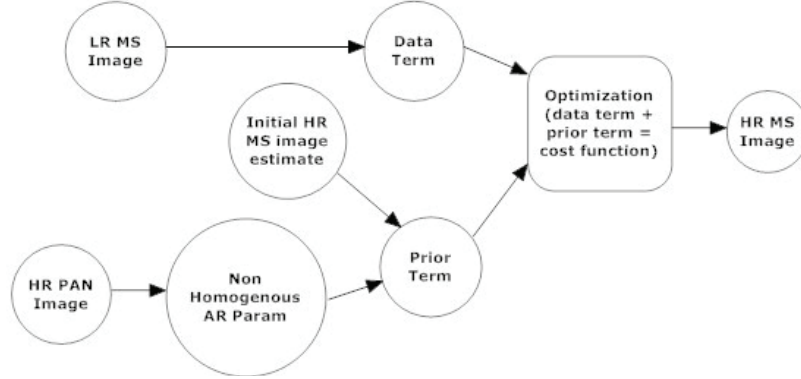 LR MS
Image
Data
Term
Initial HR
MS image
estimate
Optimization
(data term +
prior term =
cost function)
HR MS
Image
HR PAN
Image
Non
Homogenous
AR Param
Prior
Term